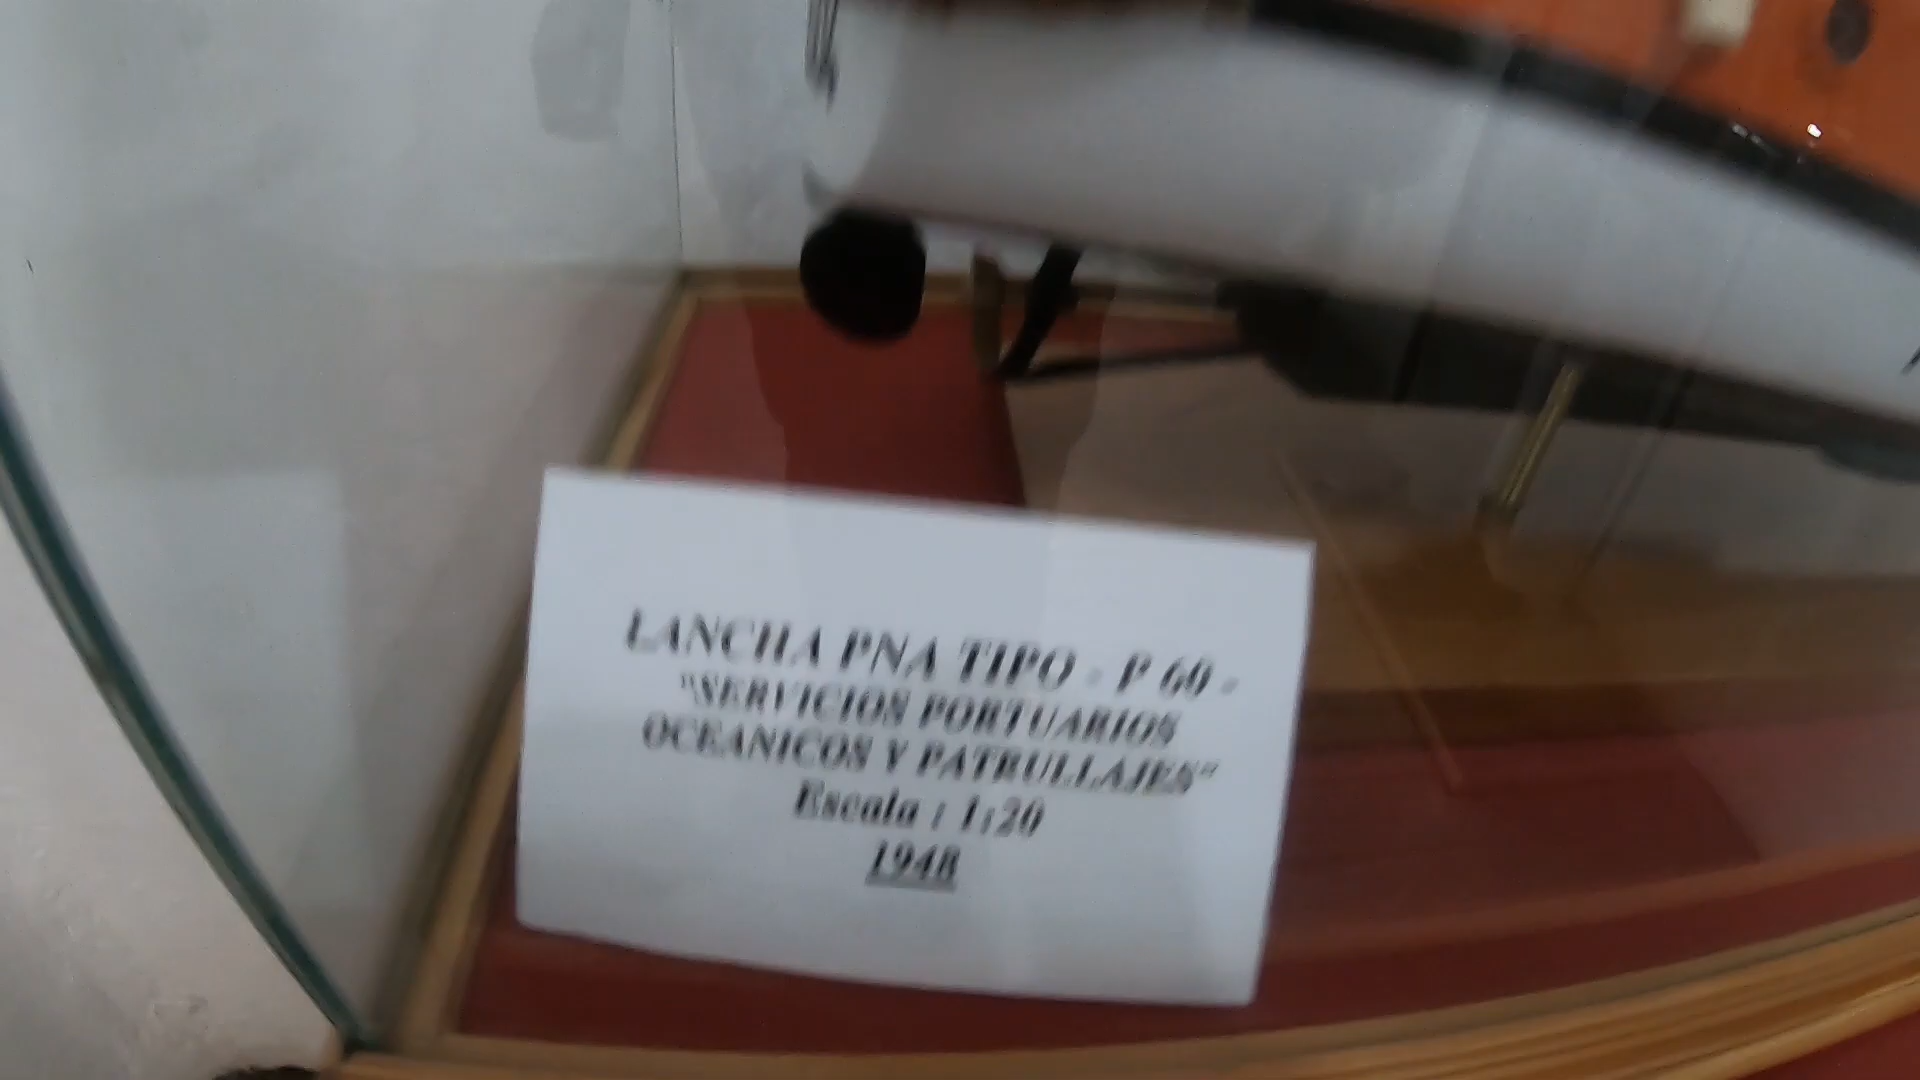 LANCHA PNA TIPO - P 60 -
"SERVICIOS PORTUARIOS
OCEANICOS Y PATRULLAJES"
Escala : 1:20
1948